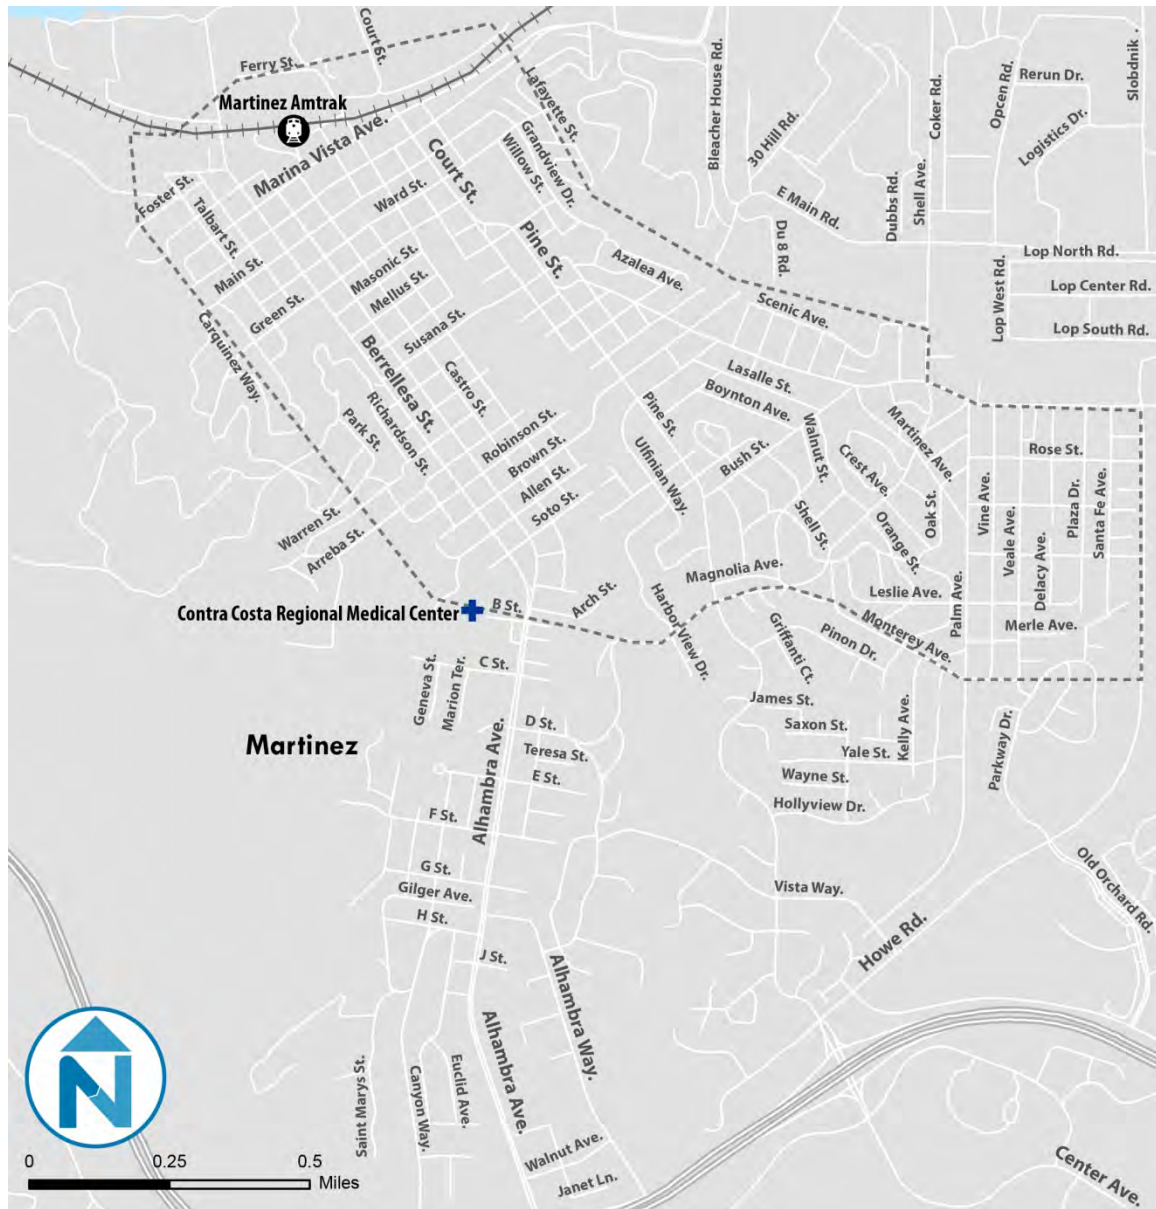 Court St.
Ferry St.
Martinez Amtrak
Marina Vista Ave.
Lafayette St.
Grandview Dr.
Willow St.
Court St.
Ward St.
Foster St.
Talbart St.
Main St.
Green St.
Masonic St.
Mellus St.
Pine St.
Azalea Ave.
Bleacher House Rd.
30 Hill Rd.
E Main Rd.
Du 8 Rd.
Dubbs Rd.
Shell Ave.
Coker Rd.
Opcen Rd.
Rerun Dr.
Logistics Dr.
Slobdnik .
Lop North Rd.
Lop West Rd.
Lop Center Rd.
Lop South Rd.
Scenic Ave.
Carquinez Way.
Susana St.
Berrellesa St.
Castro St.
Richardson St.
Park St.
Robinson St.
Brown St.
Allen St.
Soto St.
Warren St.
Arreba St.
Lasalle St.
Boynton Ave.
Pine St.
Ulfinian Way.
Bush St.
Walnut St.
Crest Ave.
Martinez Ave.
Shell St.
Orange St.
Oak St.
Rose St.
Vine Ave.
Veale Ave.
Delacy Ave.
Plaza Dr.
Santa Fe Ave.
Magnolia Ave.
Leslie Ave.
Palm Ave.
Merle Ave.
Monterey Ave.
Contra Costa Regional Medical Center
B St.
Arch St.
Harbor View Dr.
Griffanti Ct.
Pinon Dr.
Geneva St.
Marion Ter.
C St.
James St.
Saxon St.
Yale St.
Kelly Ave.
Wayne St.
Hollyview Dr.
Parkway Dr.
Martinez
D St.
Teresa St.
E St.
Alhambra Ave.
F St.
G St.
Gilger Ave.
H St.
J St.
Vista Way.
Howe Rd.
Old Orchard Rd.
Alhambra Way.
Alhambra Ave.
Saint Marys St.
Canyon Way.
Euclid Ave.
Walnut Ave.
Janet Ln.
Center Ave.
N
0 0.25 0.5
Miles